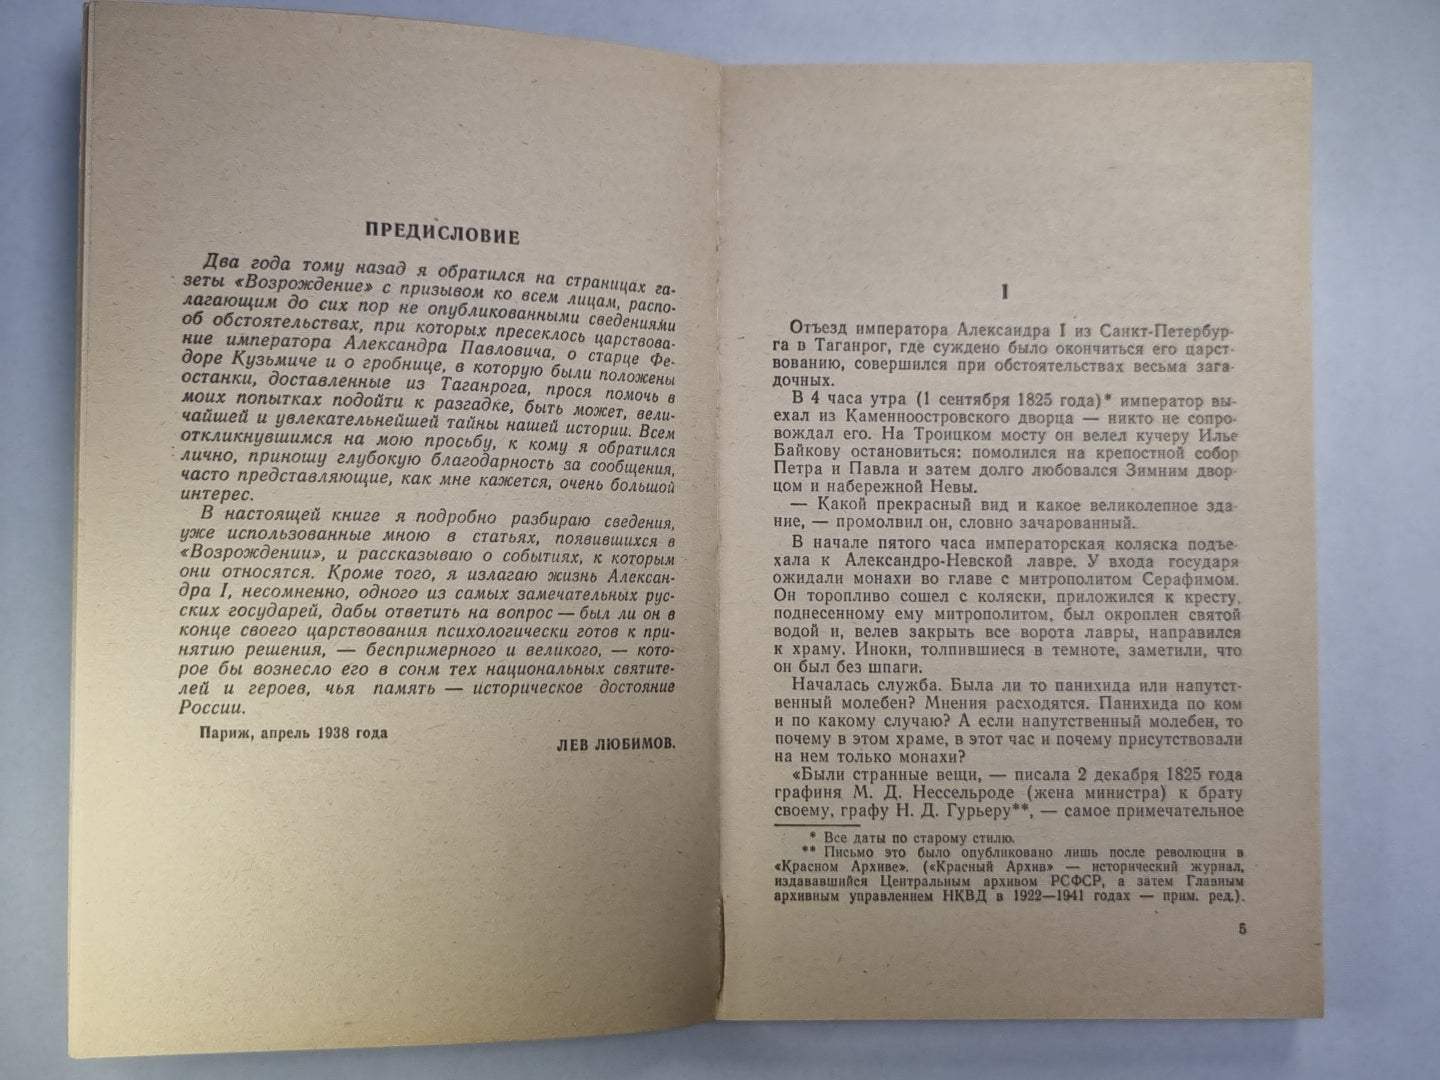 ПРЕДИСЛОВИЕ
Два года тому назад я обратился на страницах га-
зеты «Возрождение» с призывом ко всем лицам, распо-
лагающим до сих пор не опубликованными сведениями
об обстоятельствах, при которых пресеклось царствова-
ние императора Александра Павловича, о старце Фе-
доре Кузьмиче и о гробнице, в которую были положены
останки, доставленные из Таганрога, прося помочь в
моих попытках подойти к разгадке, быть может, вели-
чайшей и увлекательнейшей тайны нашей истории. Всем
откликнувшимся на мою просьбу, к кому я обратился
лично, приношу глубокую благодарность за сообщения,
часто представляющие, как мне кажется, очень большой
интерес.
В настоящей книге я подробно разбираю сведения,
уже использованные мною в статьях, появившихся в
«Возрождении», и рассказываю о событиях, к которым
они относятся. Кроме того, я излагаю жизнь Алексан-
дра I, несомненно, одного из самых замечательных рус-
ских государей, дабы ответить на вопрос — был ли он в
конце своего царствования психологически готов к при-
нятию решения, — беспримерного и великого, — кото-
рое бы вознесло его в сонм тех национальных святите-
лей и героев, чья память — историческое достояние
России.
Париж, апрель 1938 года
ЛЕВ ЛЮБИМОВ.
I
Отъезд императора Александра I из Санкт-Петербур-
га в Таганрог, где суждено было окончиться его царст-
вованию, совершился при обстоятельствах весьма зага-
дочных.
В 4 часа утра (1 сентября 1825 года)* император вы-
ехал из Каменноостровского дворца — никто не сопро-
вождал его. На Троицком мосту он велел кучеру Илье
Байкову остановиться: помолился на крепостной собор
Петра и Павла и затем долго любовался Зимним двор-
цом и набережной Невы.
— Какой прекрасный вид и какое великолепное зда-
ние, — промолвил он, словно зачарованный.
В начале пятого часа императорская коляска подъе-
хала к Александро-Невской лавре. У входа государя
ожидали монахи во главе с митрополитом Серафимом.
Он торопливо сошел с коляски, приложился к кресту,
поднесенному ему митрополитом, был окроплен святой
водой и, велев закрыть все ворота лавры, направился
к храму. Иноки, толпившиеся в темноте, заметили, что
он был без шпаги.
Началась служба. Была ли то панихида или напутст-
венный молебен? Мнения расходятся. Панихида по ком
и по какому случаю? А если напутственный молебен, то
почему в этом храме, в этот час и почему присутствовали
на нем только монахи?
«Были странные вещи, — писала 2 декабря 1825 года
графиня М. Д. Нессельроде (жена министра) к брату
своему, графу Н. Д. Гурьеру**, — самое примечательное
* Все даты по старому стилю.
** Письмо это было опубликовано лишь после революции в
«Красном Архиве». («Красный Архив» — исторический журнал,
издававшийся Центральным архивом РСФСР, а затем Главным
архивным управлением НКВД в 1922—1941 годах — прим. ред.).
5